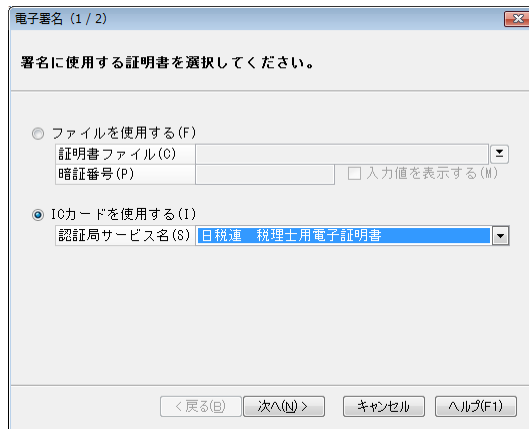 電子署名 (1 / 2)
署名に使用する証明書を選択してください。
ファイルを使用する(F)
証明書ファイル(C)
暗証番号(P) 入力値を表示する(M)
ICカードを使用する(I)
認証局サービス名(S) 日税連 税理士用電子証明書
< 戻る(B) 次へ(N) > キャンセル ヘルプ(F1)